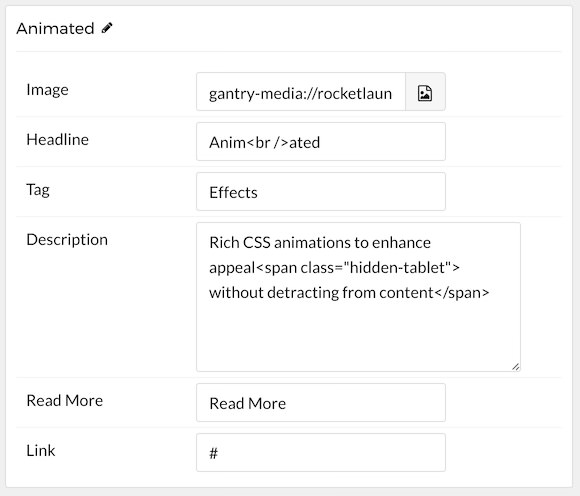 Animated
Image
gantry-media://rocketlaun
Headline
Anim<br />ated
Tag
Effects
Description
Rich CSS animations to enhance
appeal<span class="hidden-tablet">
without detracting from content</span>
Read More
Read More
Link
#